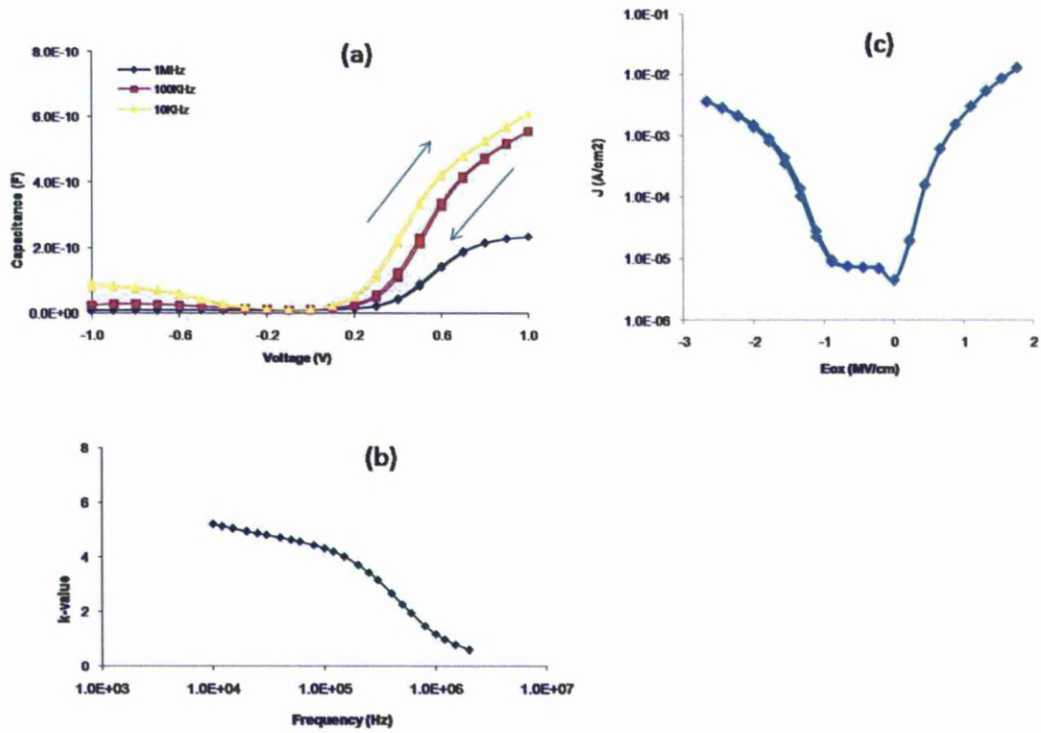 (a)
8.0E-10
6.0E-10
4.0E-10
2.0E-10
0.0E+00
Capacitance (F)
1MHz
100KHz
10KHz
-1.0
-0.6
-0.2
0.2
0.6
1.0
Voltage (V)
(c)
1.0E-01
1.0E-02
1.0E-03
1.0E-04
1.0E-05
1.0E-06
J (A/cm2)
-3
-2
-1
0
1
2
Eox (MV/cm)
(b)
8
6
4
2
0
k-value
1.0E+03
1.0E+04
1.0E+05
1.0E+06
1.0E+07
Frequency (Hz)